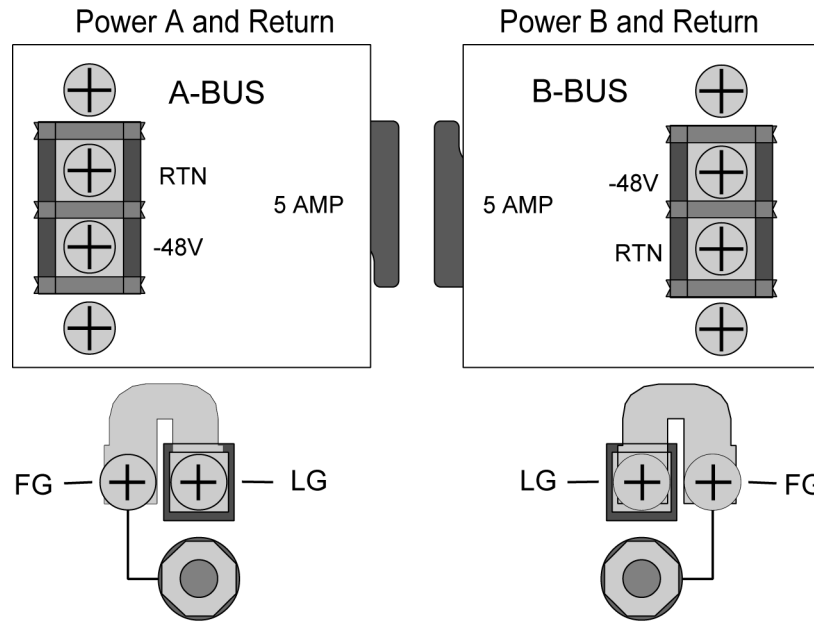 Power A and Return
Power B and Return
A-BUS
B-BUS
RTN
-48V
5 AMP
-48V
RTN
5 AMP
FG
LG
LG
FG